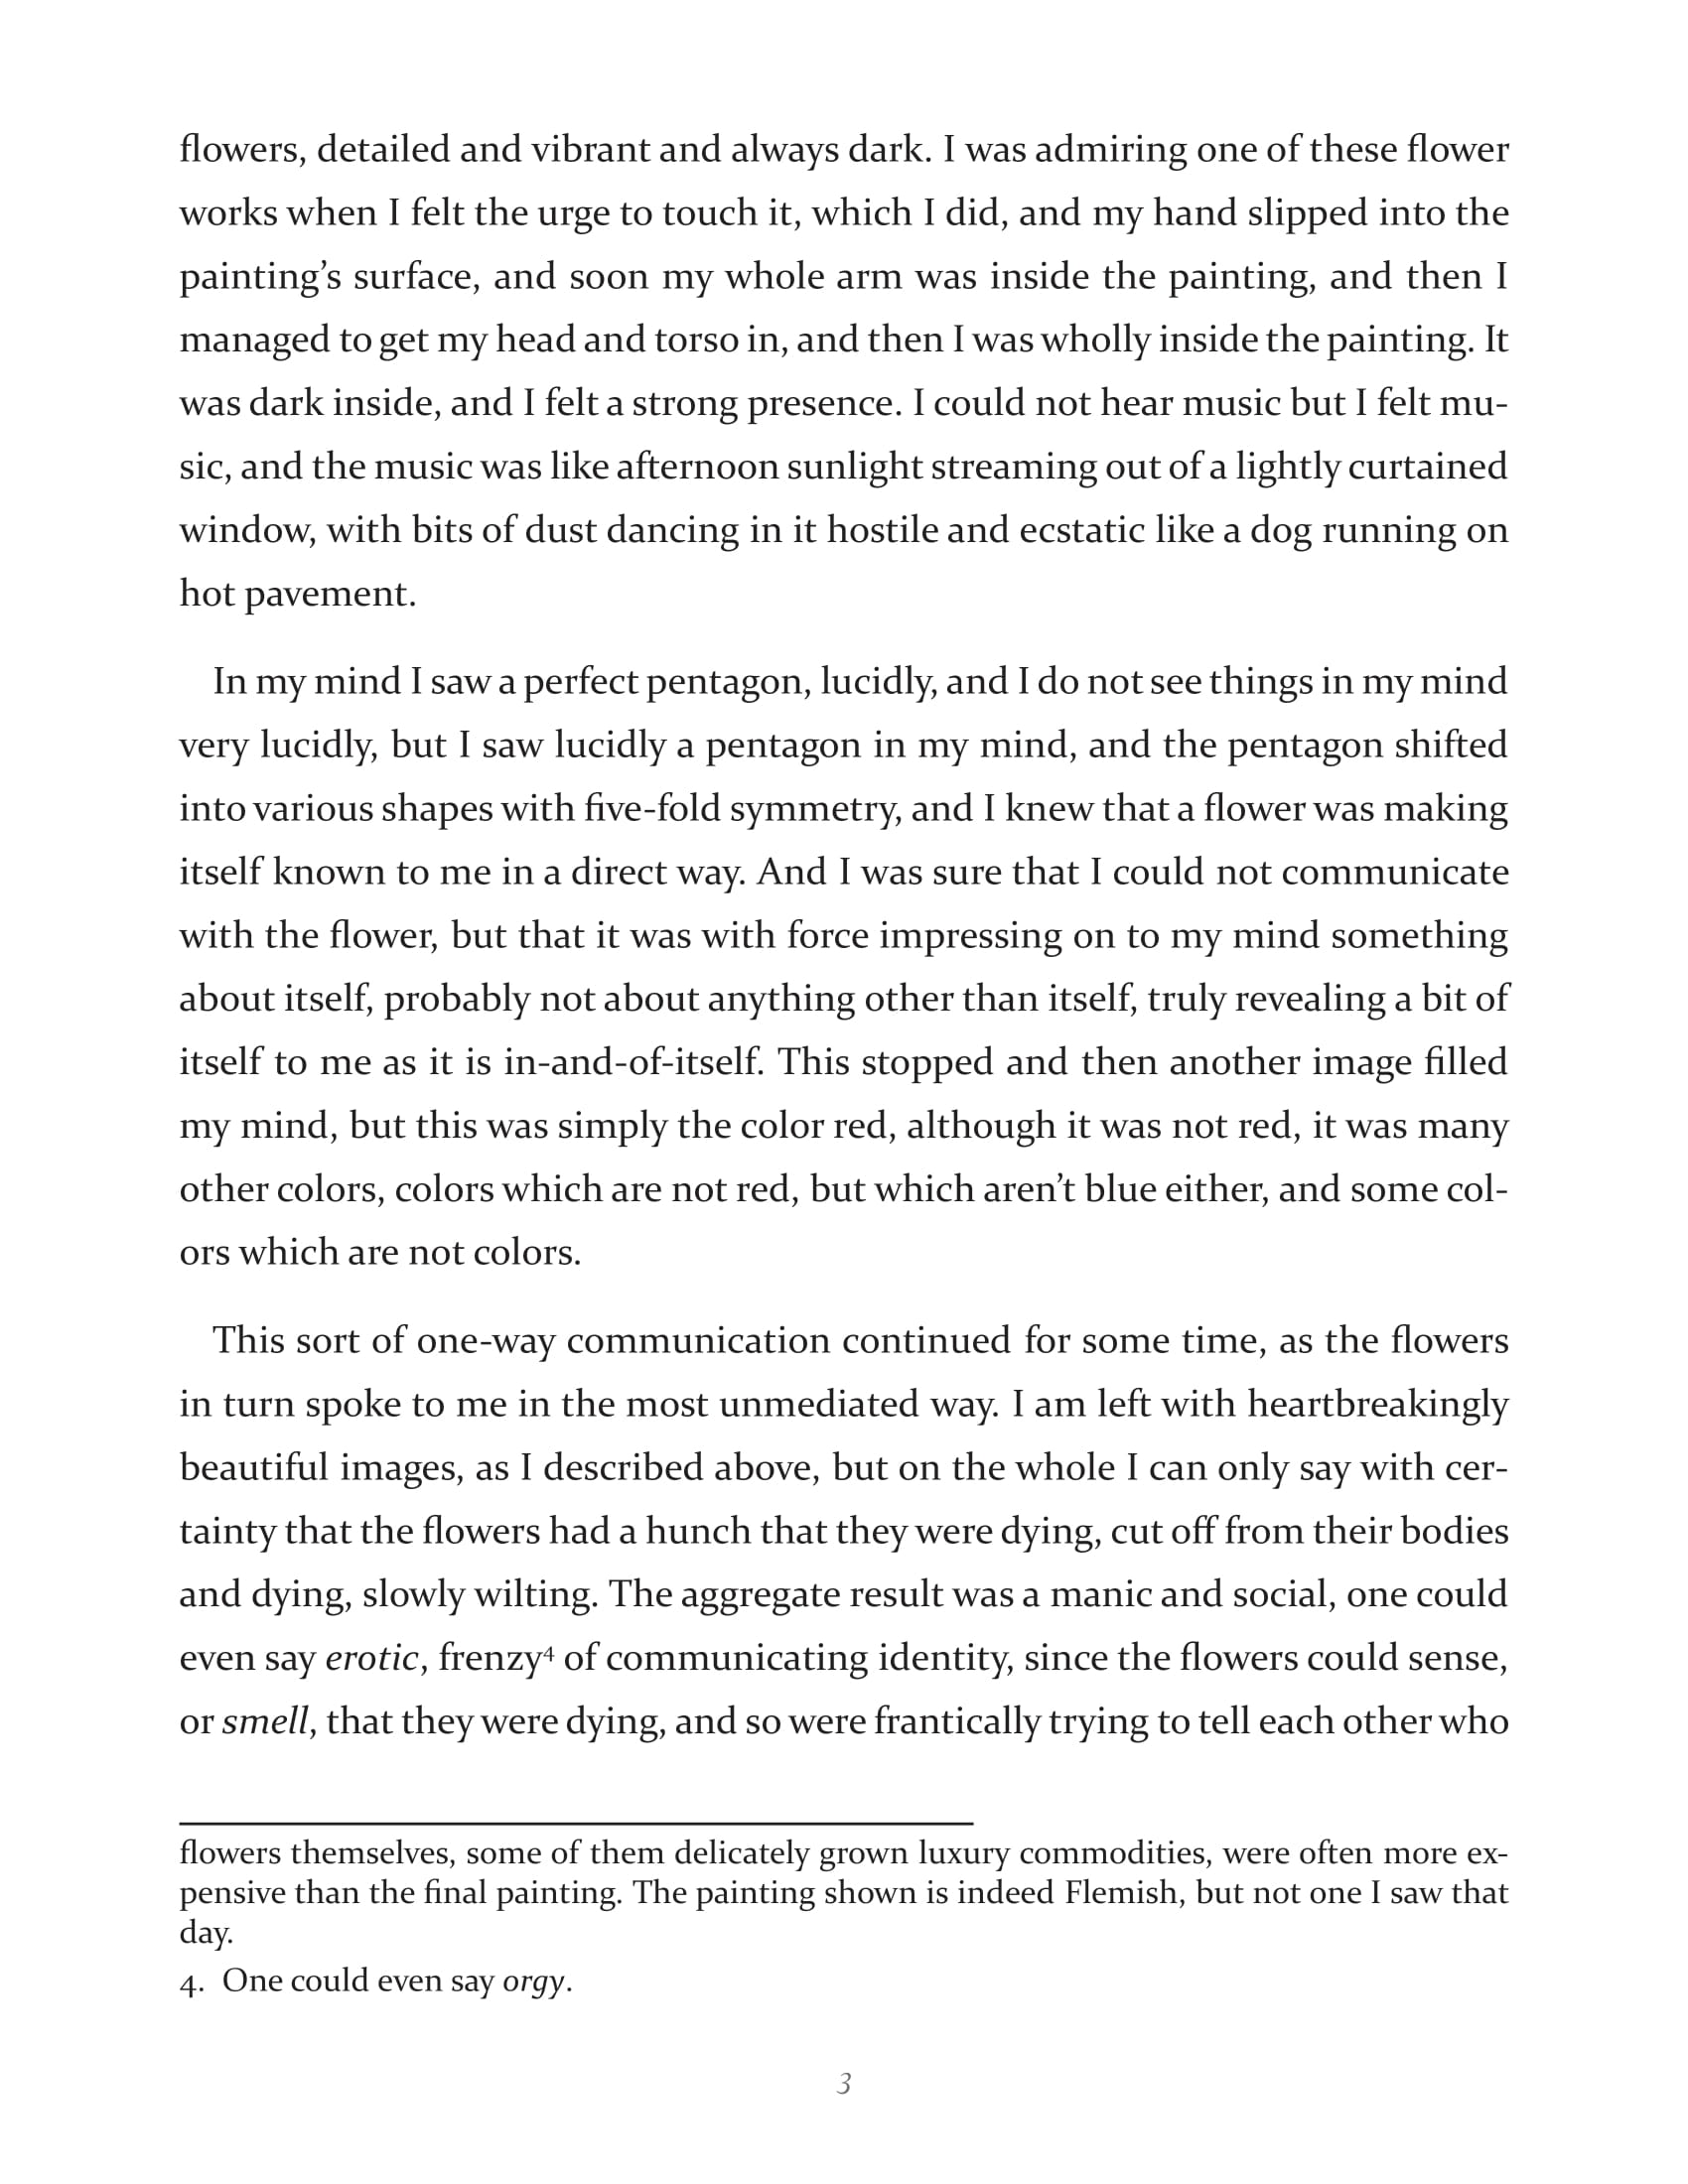 flowers, detailed and vibrant and always dark. I was admiring one of these flower
works when I felt the urge to touch it, which I did, and my hand slipped into the
painting’s surface, and soon my whole arm was inside the painting, and then I
managed to get my head and torso in, and then I was wholly inside the painting. It
was dark inside, and I felt a strong presence. I could not hear music but I felt mu-
sic, and the music was like afternoon sunlight streaming out of a lightly curtained
window, with bits of dust dancing in it hostile and ecstatic like a dog running on
hot pavement.
In my mind I saw a perfect pentagon, lucidly, and I do not see things in my mind
very lucidly, but I saw lucidly a pentagon in my mind, and the pentagon shifted
into various shapes with five-fold symmetry, and I knew that a flower was making
itself known to me in a direct way. And I was sure that I could not communicate
with the flower, but that it was with force impressing on to my mind something
about itself, probably not about anything other than itself, truly revealing a bit of
itself to me as it is in-and-of-itself. This stopped and then another image filled
my mind, but this was simply the color red, although it was not red, it was many
other colors, colors which are not red, but which aren’t blue either, and some col-
ors which are not colors.
This sort of one-way communication continued for some time, as the flowers
in turn spoke to me in the most unmediated way. I am left with heartbreakingly
beautiful images, as I described above, but on the whole I can only say with cer-
tainty that the flowers had a hunch that they were dying, cut off from their bodies
and dying, slowly wilting. The aggregate result was a manic and social, one could
even say erotic, frenzy4 of communicating identity, since the flowers could sense,
or smell, that they were dying, and so were frantically trying to tell each other who
flowers themselves, some of them delicately grown luxury commodities, were often more ex-
pensive than the final painting. The painting shown is indeed Flemish, but not one I saw that
day.
4. One could even say orgy.
3